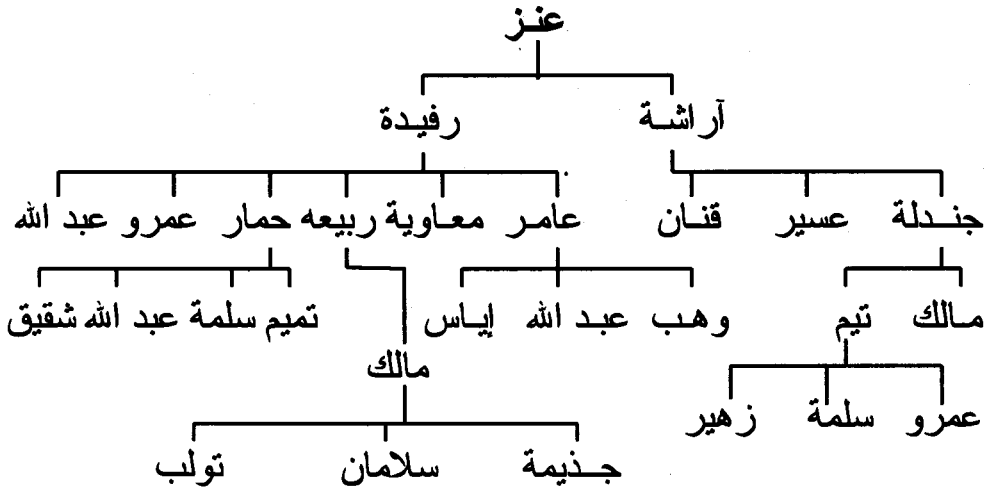 عنز
آراشة رفيدة
جندلة عسير قنان عامر معاوية ربيعه حمار عمرو عبد الله
مالك تيم وهب عبد الله إياس تميم سلمة عبد الله شقيق
مالك
عمرو سلمة زهير
جذيمة سلامان تولب